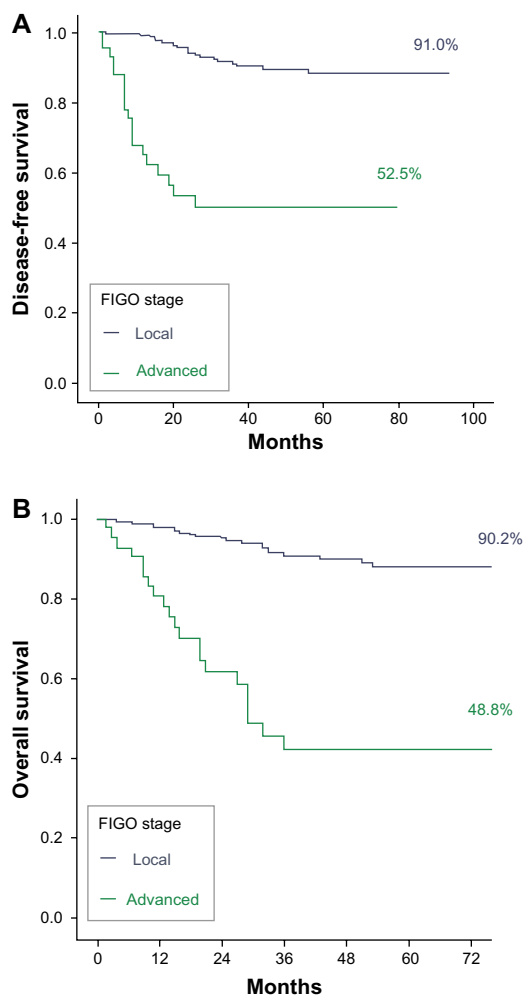 A
1.0
0.8
0.6
0.4
0.2
0.0
Disease-free survival
91.0%
52.5%
FIGO stage
Local
Advanced
0 20 40 60 80 100
Months
B
1.0
0.8
0.6
0.4
0.2
0.0
Overall survival
90.2%
48.8%
FIGO stage
Local
Advanced
0 12 24 36 48 60 72
Months